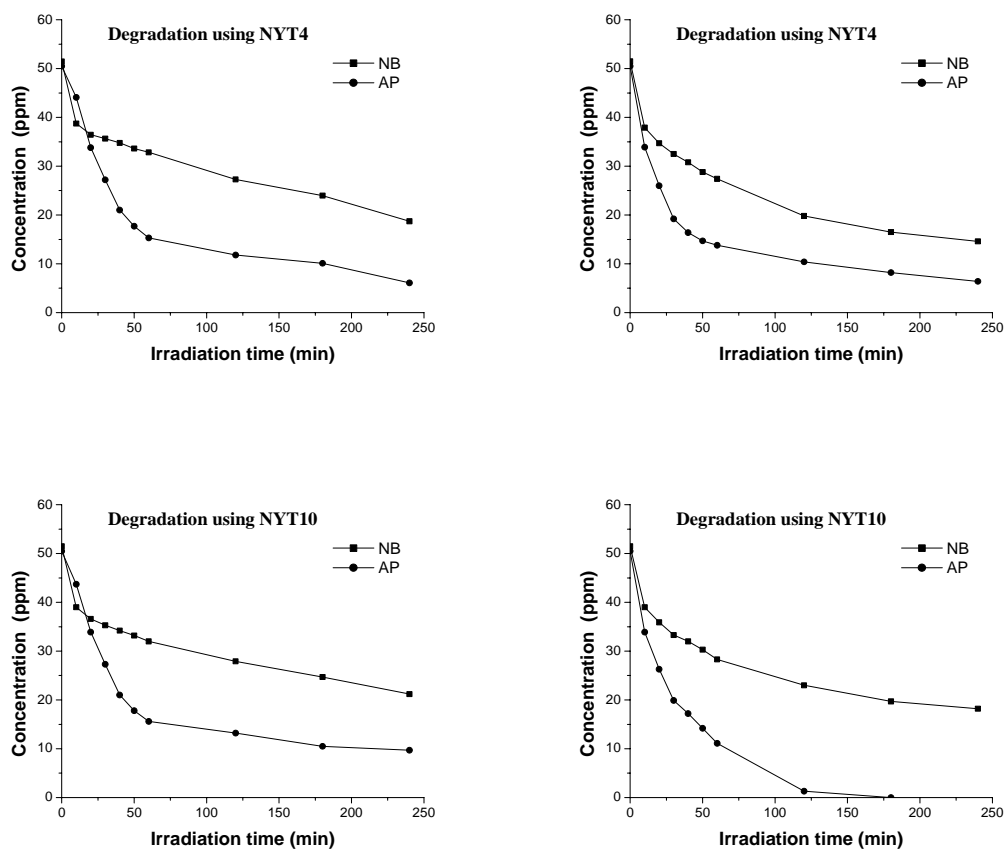 Degradation using NYT4
NB
AP
60
50
40
30
20
10
0
0 50 100 150 200 250
Concentration (ppm)
Irradiation time (min)
Degradation using NYT4
NB
AP
60
50
40
30
20
10
0
0 50 100 150 200 250
Concentration (ppm)
Irradiation time (min)
Degradation using NYT10
NB
AP
60
50
40
30
20
10
0
0 50 100 150 200 250
Concentration (ppm)
Irradiation time (min)
Degradation using NYT10
NB
AP
60
50
40
30
20
10
0
0 50 100 150 200 250
Concentration (ppm)
Irradiation time (min)